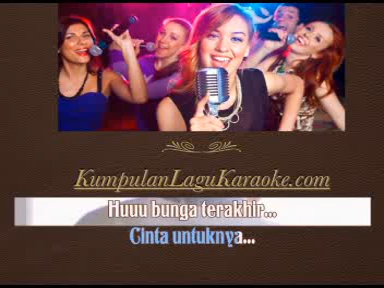 KumpulanLaguKaraoke.com
Huuu bunga terakhir...
Cinta untuknya...